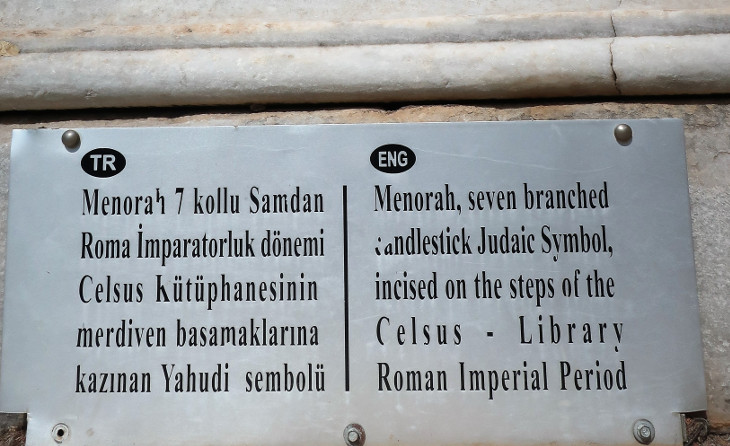 TR
Menorah 7 kollu Samdan
Roma İmparatorluk dönemi
Celsus Kütüphanesinin
merdiven basamaklarına
kazınan Yahudi sembolü
ENG
Menorah, seven branched
candlestick Judaic Symbol,
incised on the steps of the
Celsus - Library
Roman Imperial Period